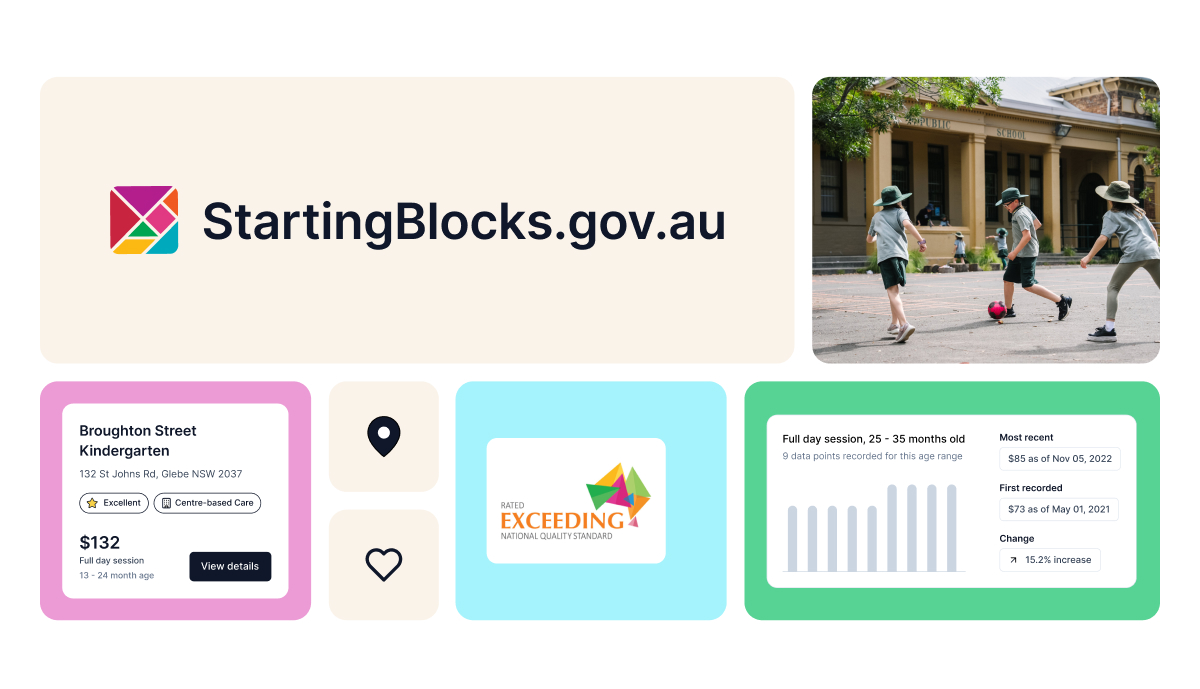 StartingBlocks.gov.au
PUBLIC SCHOOL
Broughton Street
Kindergarten
132 St Johns Rd, Glebe NSW 2037
Excellent
Centre-based Care
$132
Full day session
13 - 24 month age
View details
RATED
EXCEEDING
NATIONAL QUALITY STANDARD
Full day session, 25 - 35 months old
9 data points recorded for this age range
Most recent
$85 as of Nov 05, 2022
First recorded
$73 as of May 01, 2021
Change
15.2% increase